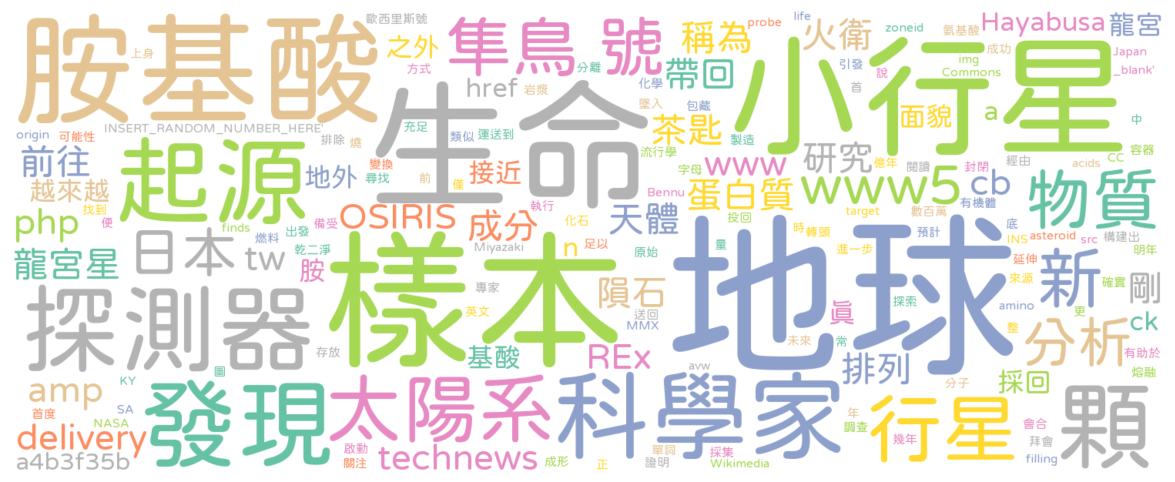 胺基酸
上身
歐西里斯號
之外
方式
隼鳥 號
分離
岩漿
href
稱為
化學
墜入
帶回
包藏
probe
life
火衛
引發
說
首
zoneid
img
Commons
氨基酸
成功
Hayabusa
龍宮
Japan
_blank'
小行星
a
面貌
中
容器
CC
acids
origin
可能性
INSERT_RANDOM_NUMBER_HERE'
排除
燒
充足
類似
運送到
製造
茶匙
流行學
字母
www
研究
億年
閱讀
封閉
經由
生命
前往
越來越
找到
便
起源
地外
變換
尋找
前
僅
接近
執行
化石
Bennu
蛋白質
投回
target
www5
數百萬
cb
有機體
底
物質
php
finds
燃料
出發
備受
乾二淨
OSIRIS
成分
n
足以
天體
量
時
轉頭
進一步
預計
INS
asteroid
src
構建出
明年
延伸
龍宮星
日本
tw
胺
Miyazaki
專家
英文
樣本
原始
隕石
送回
MMX
地球
眞
常
探索
未來
整
來源
amino
新
更
確實
剛
探測器
存放
基酸
REx
avw
排列
分子
分析
ck
有助於
熔融
採回
amp
圖
KY
SA
首度
NASA
delivery
a4b3f35b
發現
太陽系
啟動
關注
technews
成形
正
科學家
單詞
證明
採集
Wikimedia
年
調查
幾年
行星
會合
拜會
filling
顆